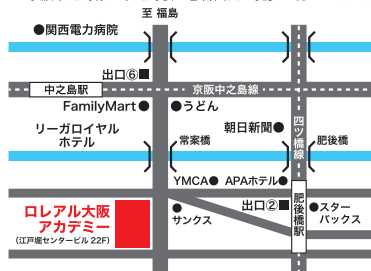 至 福島
●関西電力病院
出口⑥■
中之島駅
京阪中之島線
FamilyMart●
●うどん
リーガロイヤル
ホテル
常案橋
朝日新聞●
四ツ橋線
肥後橋
YMCA●
APAホテル●
ロレアル大阪
アカデミー
(江戸堀センタービル 22F)
●
サンクス
出口②■
肥後橋駅
●スター
バックス